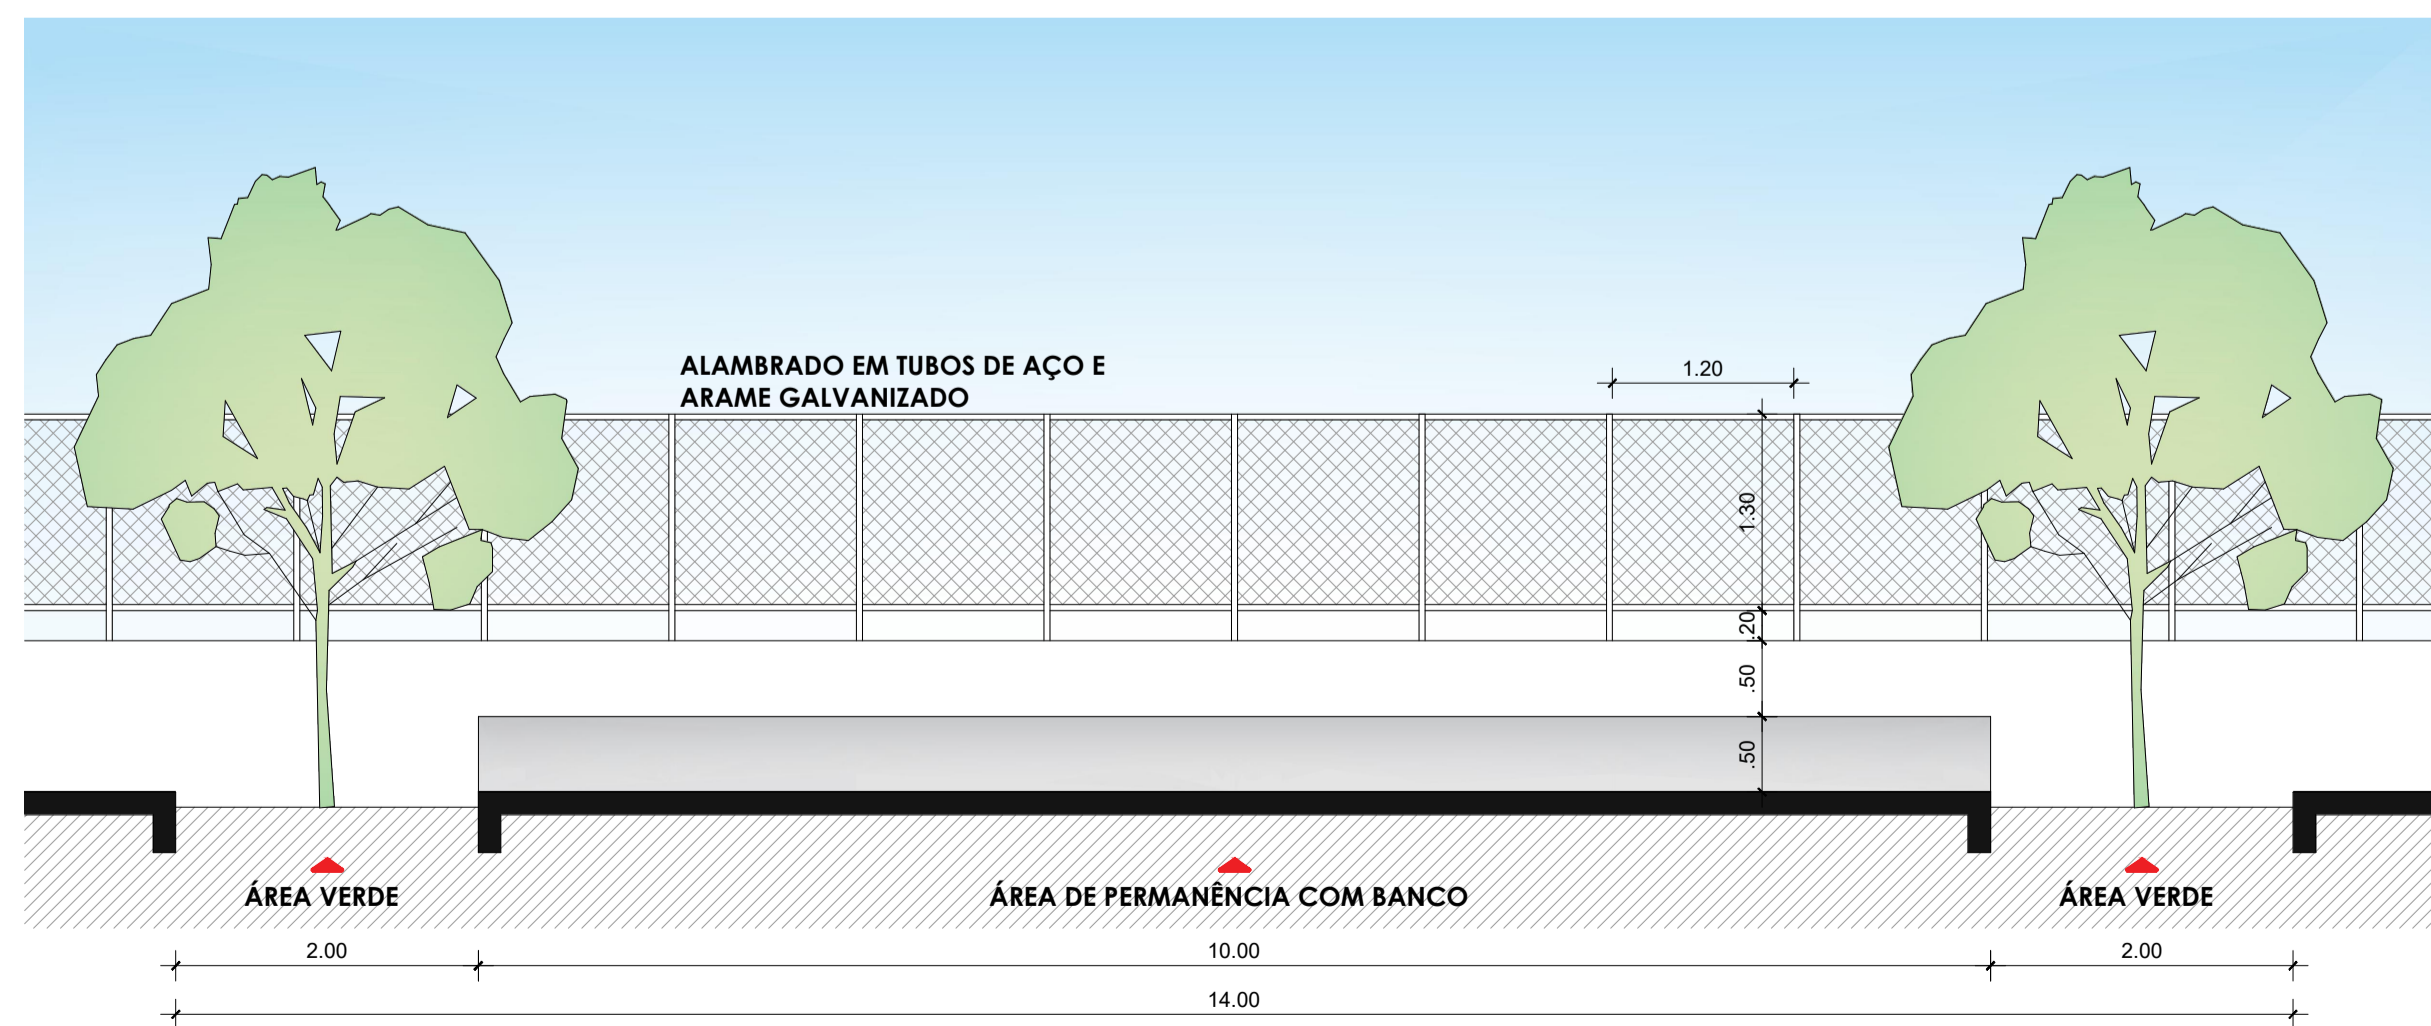 ALAMBRADO EM TUBOS DE AÇO E
ARAME GALVANIZADO
1.20
1.30
.20
.50
.50
ÁREA VERDE
ÁREA DE PERMANÊNCIA COM BANCO
ÁREA VERDE
2.00
10.00
2.00
14.00